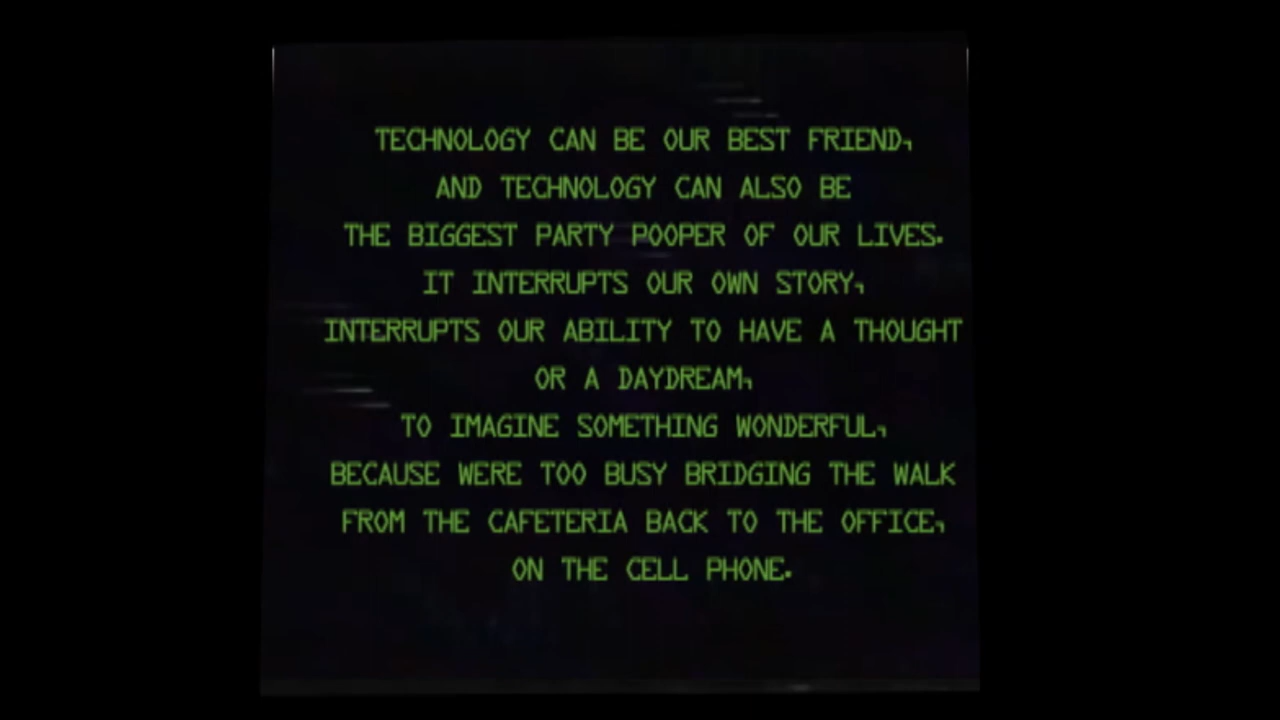 TECHNOLOGY CAN BE OUR BEST FRIEND,
AND TECHNOLOGY CAN ALSO BE
THE BIGGEST PARTY POOPER OF OUR LIVES.
IT INTERRUPTS OUR OWN STORY,
INTERRUPTS OUR ABILITY TO HAVE A THOUGHT
OR A DAYDREAM,
TO IMAGINE SOMETHING WONDERFUL,
BECAUSE WERE TOO BUSY BRIDGING THE WALK
FROM THE CAFETERIA BACK TO THE OFFICE,
ON THE CELL PHONE.